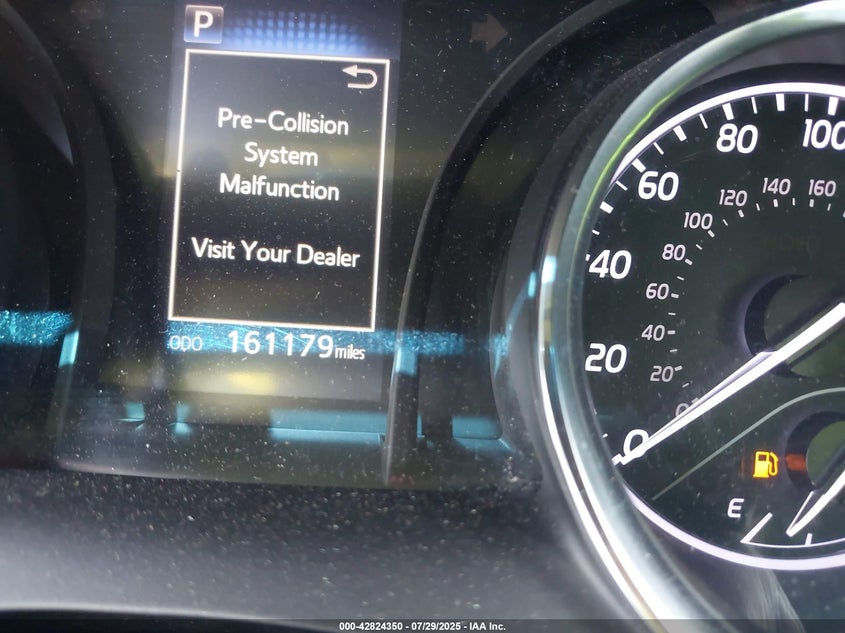 P
Pre-Collision
System
Malfunction
Visit Your Dealer
ODO 161179 miles
0
20
40
60
80
100
0
20
40
60
80
100
120
140
160
E
000-42824350 - 07/29/2025 - IAA Inc.